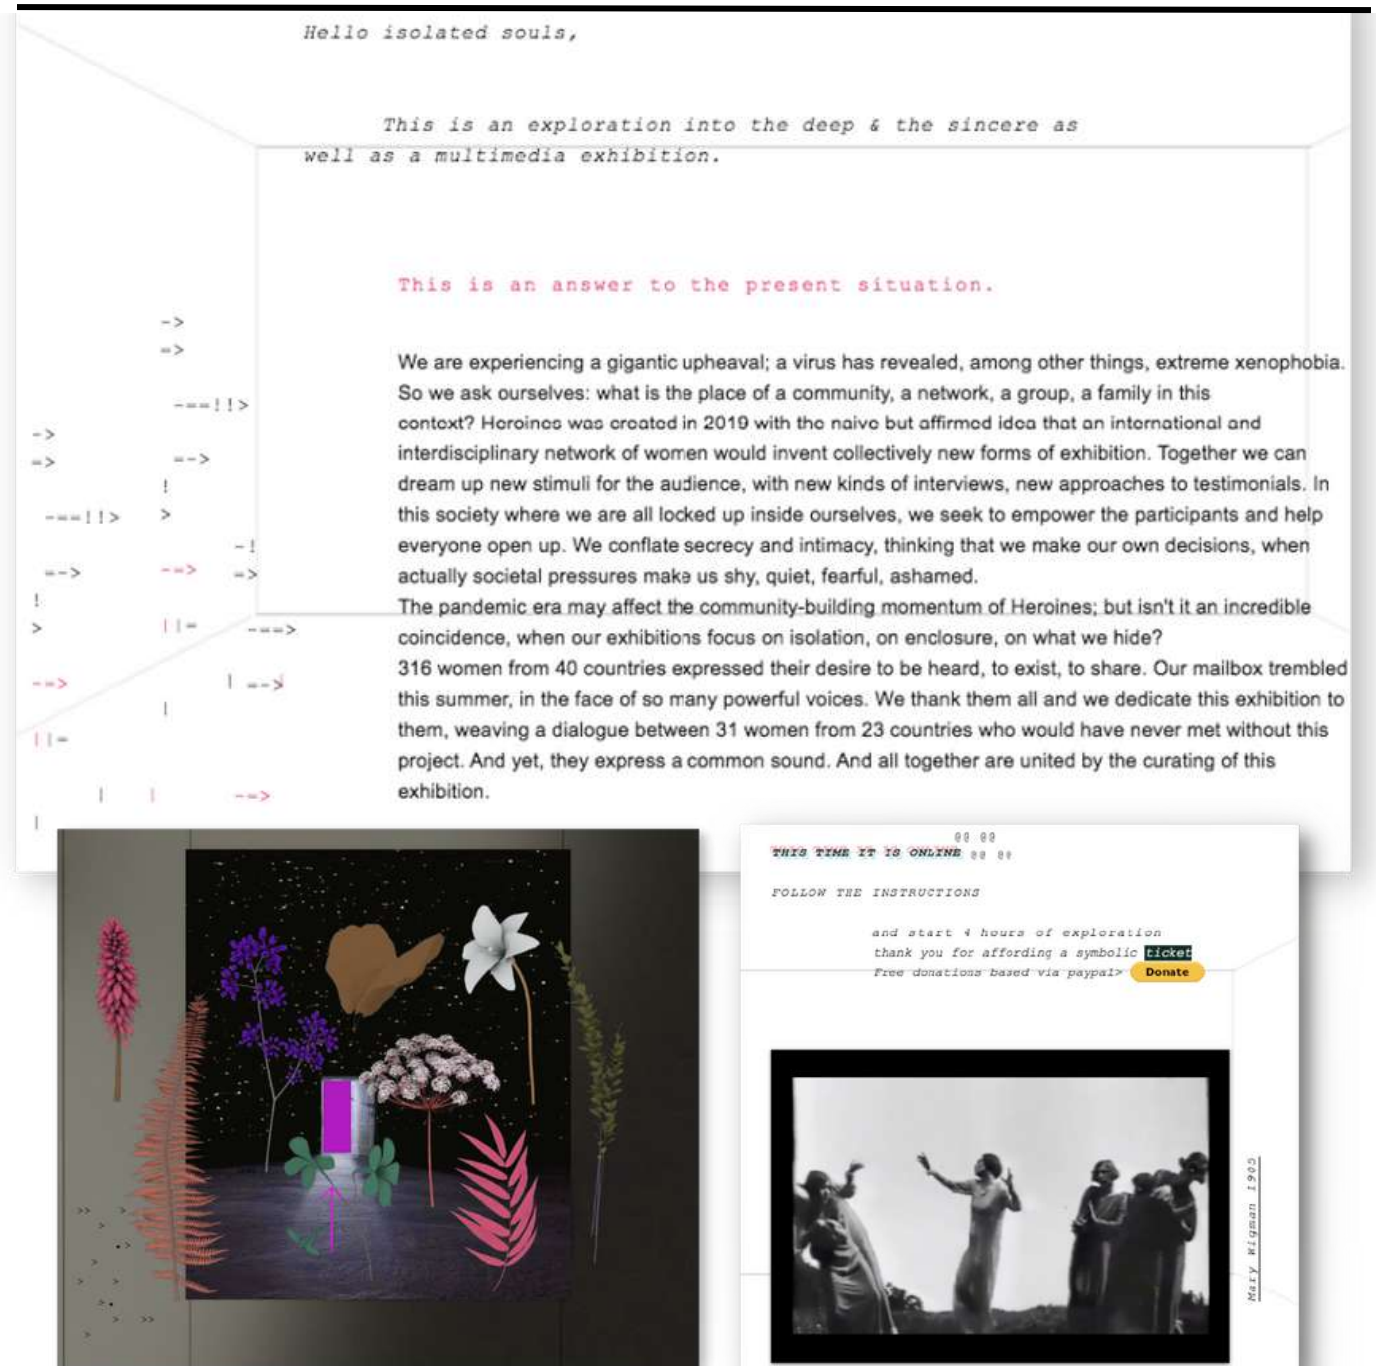 Hello isolated souls,
This is an exploration into the deep & the sincere as
well as a multimedia exhibition.
This is an answer to the present situation.
->
=>
-==!!>
->
=>
==>
!
>
-==!!>
-!
=>
==>
-=>
!
>
||=
-==>
-=>
| ==>
|
||=
| | -=>
|
We are experiencing a gigantic upheaval; a virus has revealed, among other things, extreme xenophobia.
So we ask ourselves: what is the place of a community, a network, a group, a family in this
context? Heroines was created in 2019 with the naive but affirmed idea that an international and
interdisciplinary network of women would invent collectively new forms of exhibition. Together we can
dream up new stimuli for the audience, with new kinds of interviews, new approaches to testimonials. In
this society where we are all locked up inside ourselves, we seek to empower the participants and help
everyone open up. We conflate secrecy and intimacy, thinking that we make our own decisions, when
actually societal pressures make us shy, quiet, fearful, ashamed.
The pandemic era may affect the community-building momentum of Heroines; but isn't it an incredible
coincidence, when our exhibitions focus on isolation, on enclosure, on what we hide?
316 women from 40 countries expressed their desire to be heard, to exist, to share. Our mailbox trembled
this summer, in the face of so many powerful voices. We thank them all and we dedicate this exhibition to
them, weaving a dialogue between 31 women from 23 countries who would have never met without this
project. And yet, they express a common sound. And all together are united by the curating of this
exhibition.
@@ @@
THIS TIME IT IS ONLINE @@ @@
FOLLOW THE INSTRUCTIONS
and start 4 hours of exploration
thank you for affording a symbolic ticket
Free donations based via paypal> Donate
Mary Wigman 1905